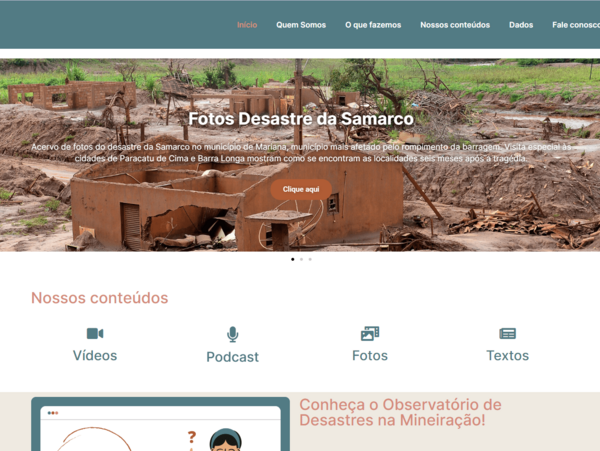 Início Quem Somos O que fazemos Nossos conteúdos Dados Fale conosco
Fotos Desastre da Samarco
Acervo de fotos do desastre da Samarco no município de Mariana, município mais afetado pelo rompimento da barragem. Visita especial às
cidades de Paracatu de Cima e Barra Longa mostram como se encontram as localidades seis meses após a tragédia.
Clique aqui
Nossos conteúdos
Vídeos Podcast Fotos Textos
Conheça o Observatório de
Desastres na Mineiração!
?